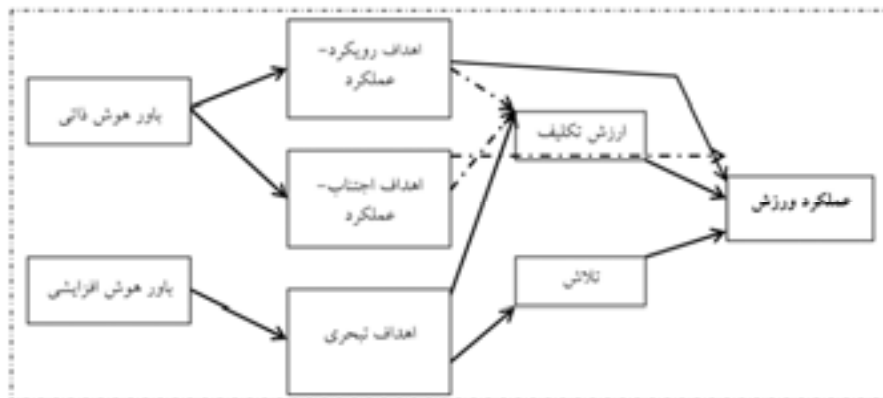 اهداف رویکرد-
عملکرد
باور هوش ذاتی
ارزش تکلیف
اهداف اجتناب-
عملکرد
عملکرد ورزش
باور هوش افزایشی
تلاش
اهداف تبحری